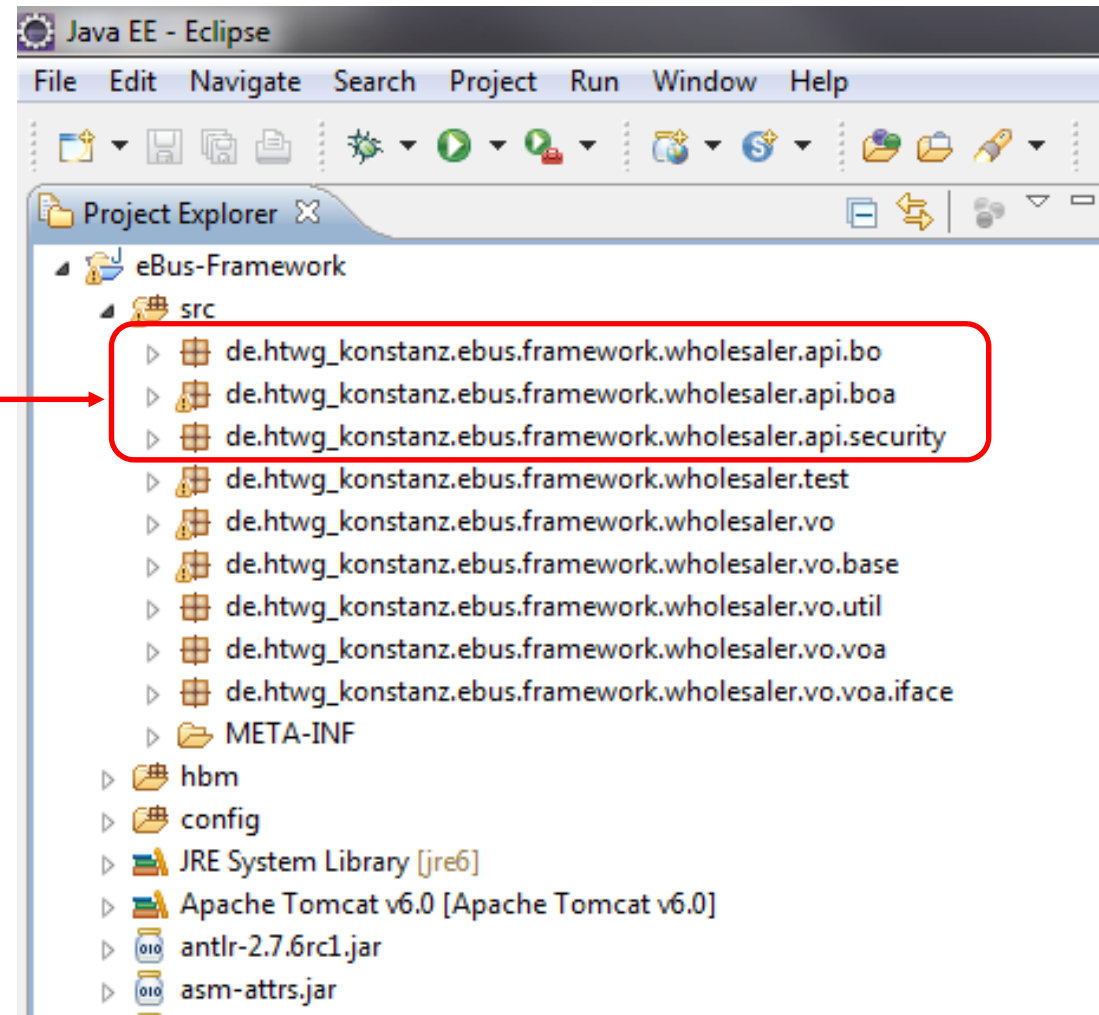 Java EE - Eclipse
File Edit Navigate Search Project Run Window Help
Project Explorer
eBus-Framework
src
de.htwg_konstanz.ebus.framework.wholesaler.api.bo
de.htwg_konstanz.ebus.framework.wholesaler.api.boa
de.htwg_konstanz.ebus.framework.wholesaler.api.security
de.htwg_konstanz.ebus.framework.wholesaler.test
de.htwg_konstanz.ebus.framework.wholesaler.vo
de.htwg_konstanz.ebus.framework.wholesaler.vo.base
de.htwg_konstanz.ebus.framework.wholesaler.vo.util
de.htwg_konstanz.ebus.framework.wholesaler.vo.voa
de.htwg_konstanz.ebus.framework.wholesaler.vo.voa.iface
META-INF
hbm
config
JRE System Library [jre6]
Apache Tomcat v6.0 [Apache Tomcat v6.0]
antlr-2.7.6rc1.jar
asm-attrs.jar